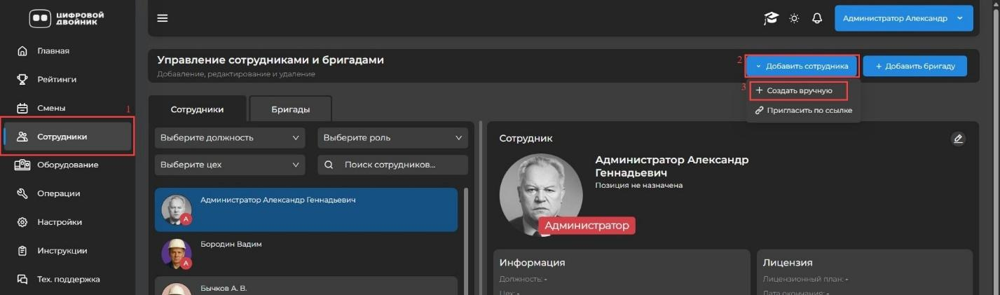 ЦИФРОВОЙ
ДВОЙНИК
Администратор Александр
Главная
Рейтинги
Смены
1
Сотрудники
Оборудование
Операции
Настройки
Инструкции
Тех. поддержка
Управление сотрудниками и бригадами
Добавление, редактирование и удаление
2
Добавить сотрудника
+ Добавить бригаду
3
+ Создать вручную
Пригласить по ссылке
Сотрудники
Бригады
Выберите должность
Выберите роль
Выберите цех
Поиск сотрудников...
Администратор Александр Геннадьевич
А
Бородин Вадим
А
Бычков А. В.
Сотрудник
Администратор Александр
Геннадьевич
Позиция не назначена
Администратор
Информация
Должность: -
Цех: -
Лицензия
Лицензионный план: -
Дата окончания: -